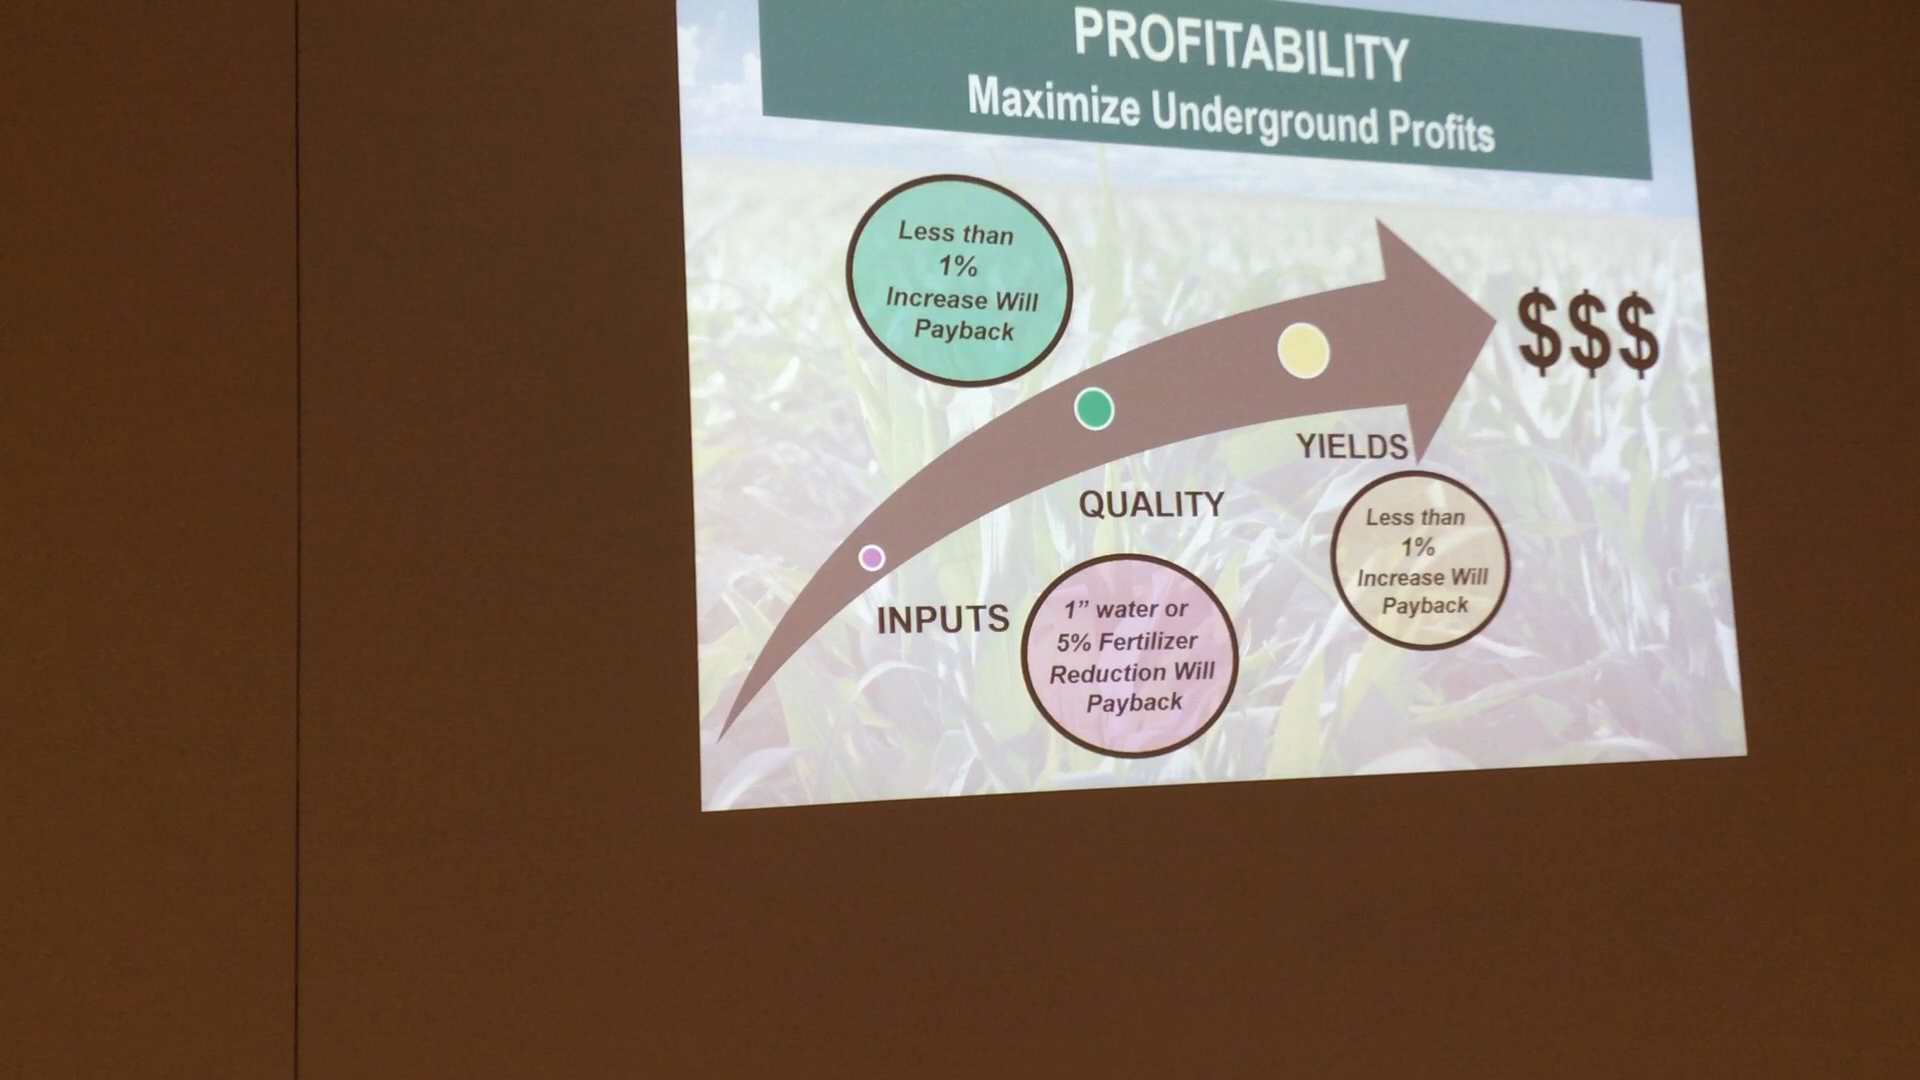 PROFITABILITY
Maximize Underground Profits
Less than
1%
Increase Will
Payback
$$$
YIELDS
QUALITY
Less than
1%
Increase Will
Payback
INPUTS
1” water or
5% Fertilizer
Reduction Will
Payback